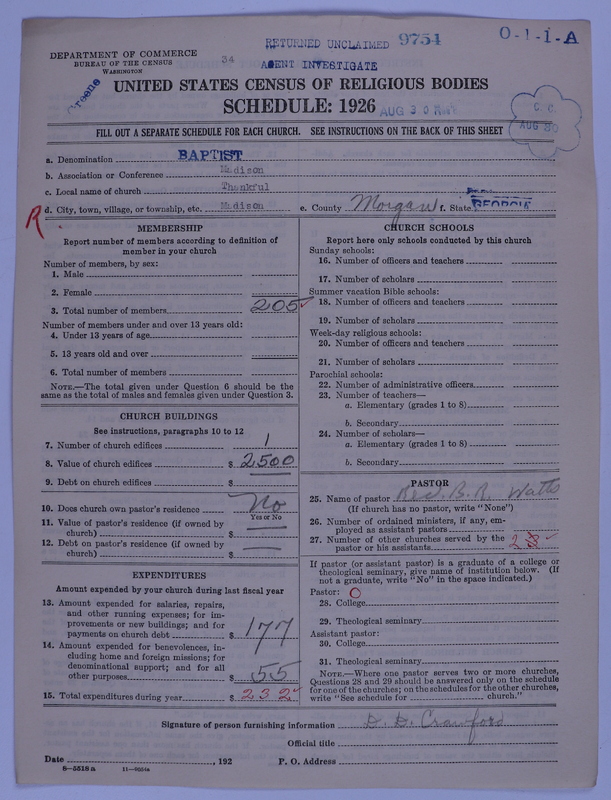 RETURNED UNCLAIMED 9754 O-1-1-A
DEPARTMENT OF COMMERCE
BUREAU OF THE CENSUS
WASHINGTON
34
AGENT INVESTIGATE
Greene
UNITED STATES CENSUS OF RELIGIOUS BODIES
SCHEDULE: 1926
AUG 30
C. C.
AUG 30
FILL OUT A SEPARATE SCHEDULE FOR EACH CHURCH. SEE INSTRUCTIONS ON THE BACK OF THIS SHEET
a. Denomination BAPTIST
b. Association or Conference Madison
c. Local name of church Thankful
R d. City, town, village, or township, etc. Madison e. County Morgan f. State GEORGIA
MEMBERSHIP
Report number of members according to definition of
member in your church
Number of members, by sex:
1. Male
2. Female
3. Total number of members 205
Number of members under and over 13 years old:
4. Under 13 years of age
5. 13 years old and over
6. Total number of members
NOTE.—The total given under Question 6 should be the
same as the total of males and females given under Question 3.
CHURCH BUILDINGS
See instructions, paragraphs 10 to 12
7. Number of church edifices 1
8. Value of church edifices $ 2500
9. Debt on church edifices $
10. Does church own pastor's residence No
Yes or No
11. Value of pastor's residence (if owned by
church) $
12. Debt on pastor's residence (if owned by
church) $
EXPENDITURES
Amount expended by your church during last fiscal year
13. Amount expended for salaries, repairs,
and other running expenses; for im-
provements or new buildings; and for
payments on church debt $ 177
14. Amount expended for benevolences, in-
cluding home and foreign missions; for
denominational support; and for all
other purposes $ 55
15. Total expenditures during year $ 232
CHURCH SCHOOLS
Report here only schools conducted by this church
Sunday schools:
16. Number of officers and teachers
17. Number of scholars
Summer vacation Bible schools:
18. Number of officers and teachers
19. Number of scholars
Week-day religious schools:
20. Number of officers and teachers
21. Number of scholars
Parochial schools:
22. Number of administrative officers
23. Number of teachers—
a. Elementary (grades 1 to 8)
b. Secondary
24. Number of scholars—
a. Elementary (grades 1 to 8)
b. Secondary
PASTOR
25. Name of pastor Rev. B. R. Watts
(If church has no pastor, write "None")
26. Number of ordained ministers, if any, em-
ployed as assistant pastors
27. Number of other churches served by the
pastor or his assistants 2
If pastor (or assistant pastor) is a graduate of a college or
theological seminary, give name of institution below. (If
not a graduate, write "No" in the space indicated.)
Pastor: O
28. College
29. Theological seminary
Assistant pastor:
30. College
31. Theological seminary
NOTE.—Where one pastor serves two or more churches,
Questions 28 and 29 should be answered only on the schedule
for one of the churches; on the schedules for the other churches,
write "See schedule for church."
Signature of person furnishing information D. D. Crawford
Official title
Date , 192 P. O. Address
8—5518a